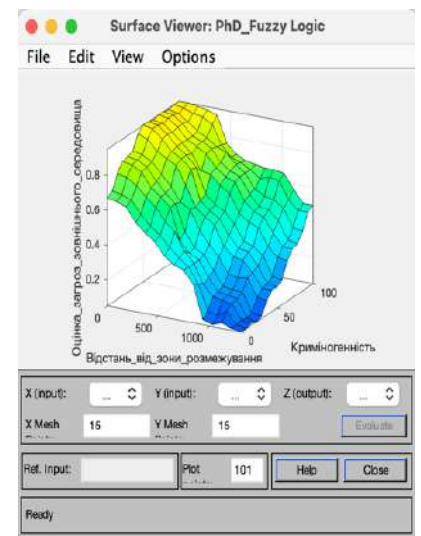 Surface Viewer: PhD_Fuzzy Logic
File Edit View Options
Оцінка_загроз_зовнішнього_середовища
0.8
0.6
0.4
0.2
0
500
1000
0
50
100
Відстань_від_зони_розмежування
Криміногенність
X (input): ... Y (input): ... Z (output): ...
X Mesh 15 Y Mesh 15 Evaluate
Ref. Input: Plot 101 Help Close
Ready